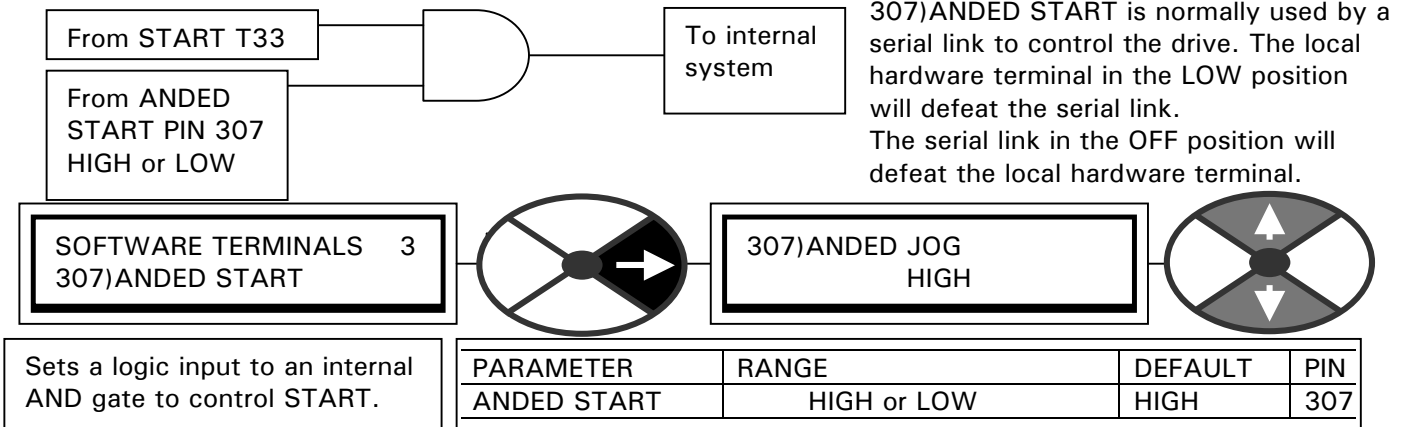 From START T33
From ANDED
START PIN 307
HIGH or LOW
To internal
system
307)ANDED START is normally used by a
serial link to control the drive. The local
hardware terminal in the LOW position
will defeat the serial link.
The serial link in the OFF position will
defeat the local hardware terminal.
SOFTWARE TERMINALS 3
307)ANDED START
307)ANDED JOG
HIGH
Sets a logic input to an internal
AND gate to control START.
PARAMETER RANGE DEFAULT PIN
ANDED START HIGH or LOW HIGH 307